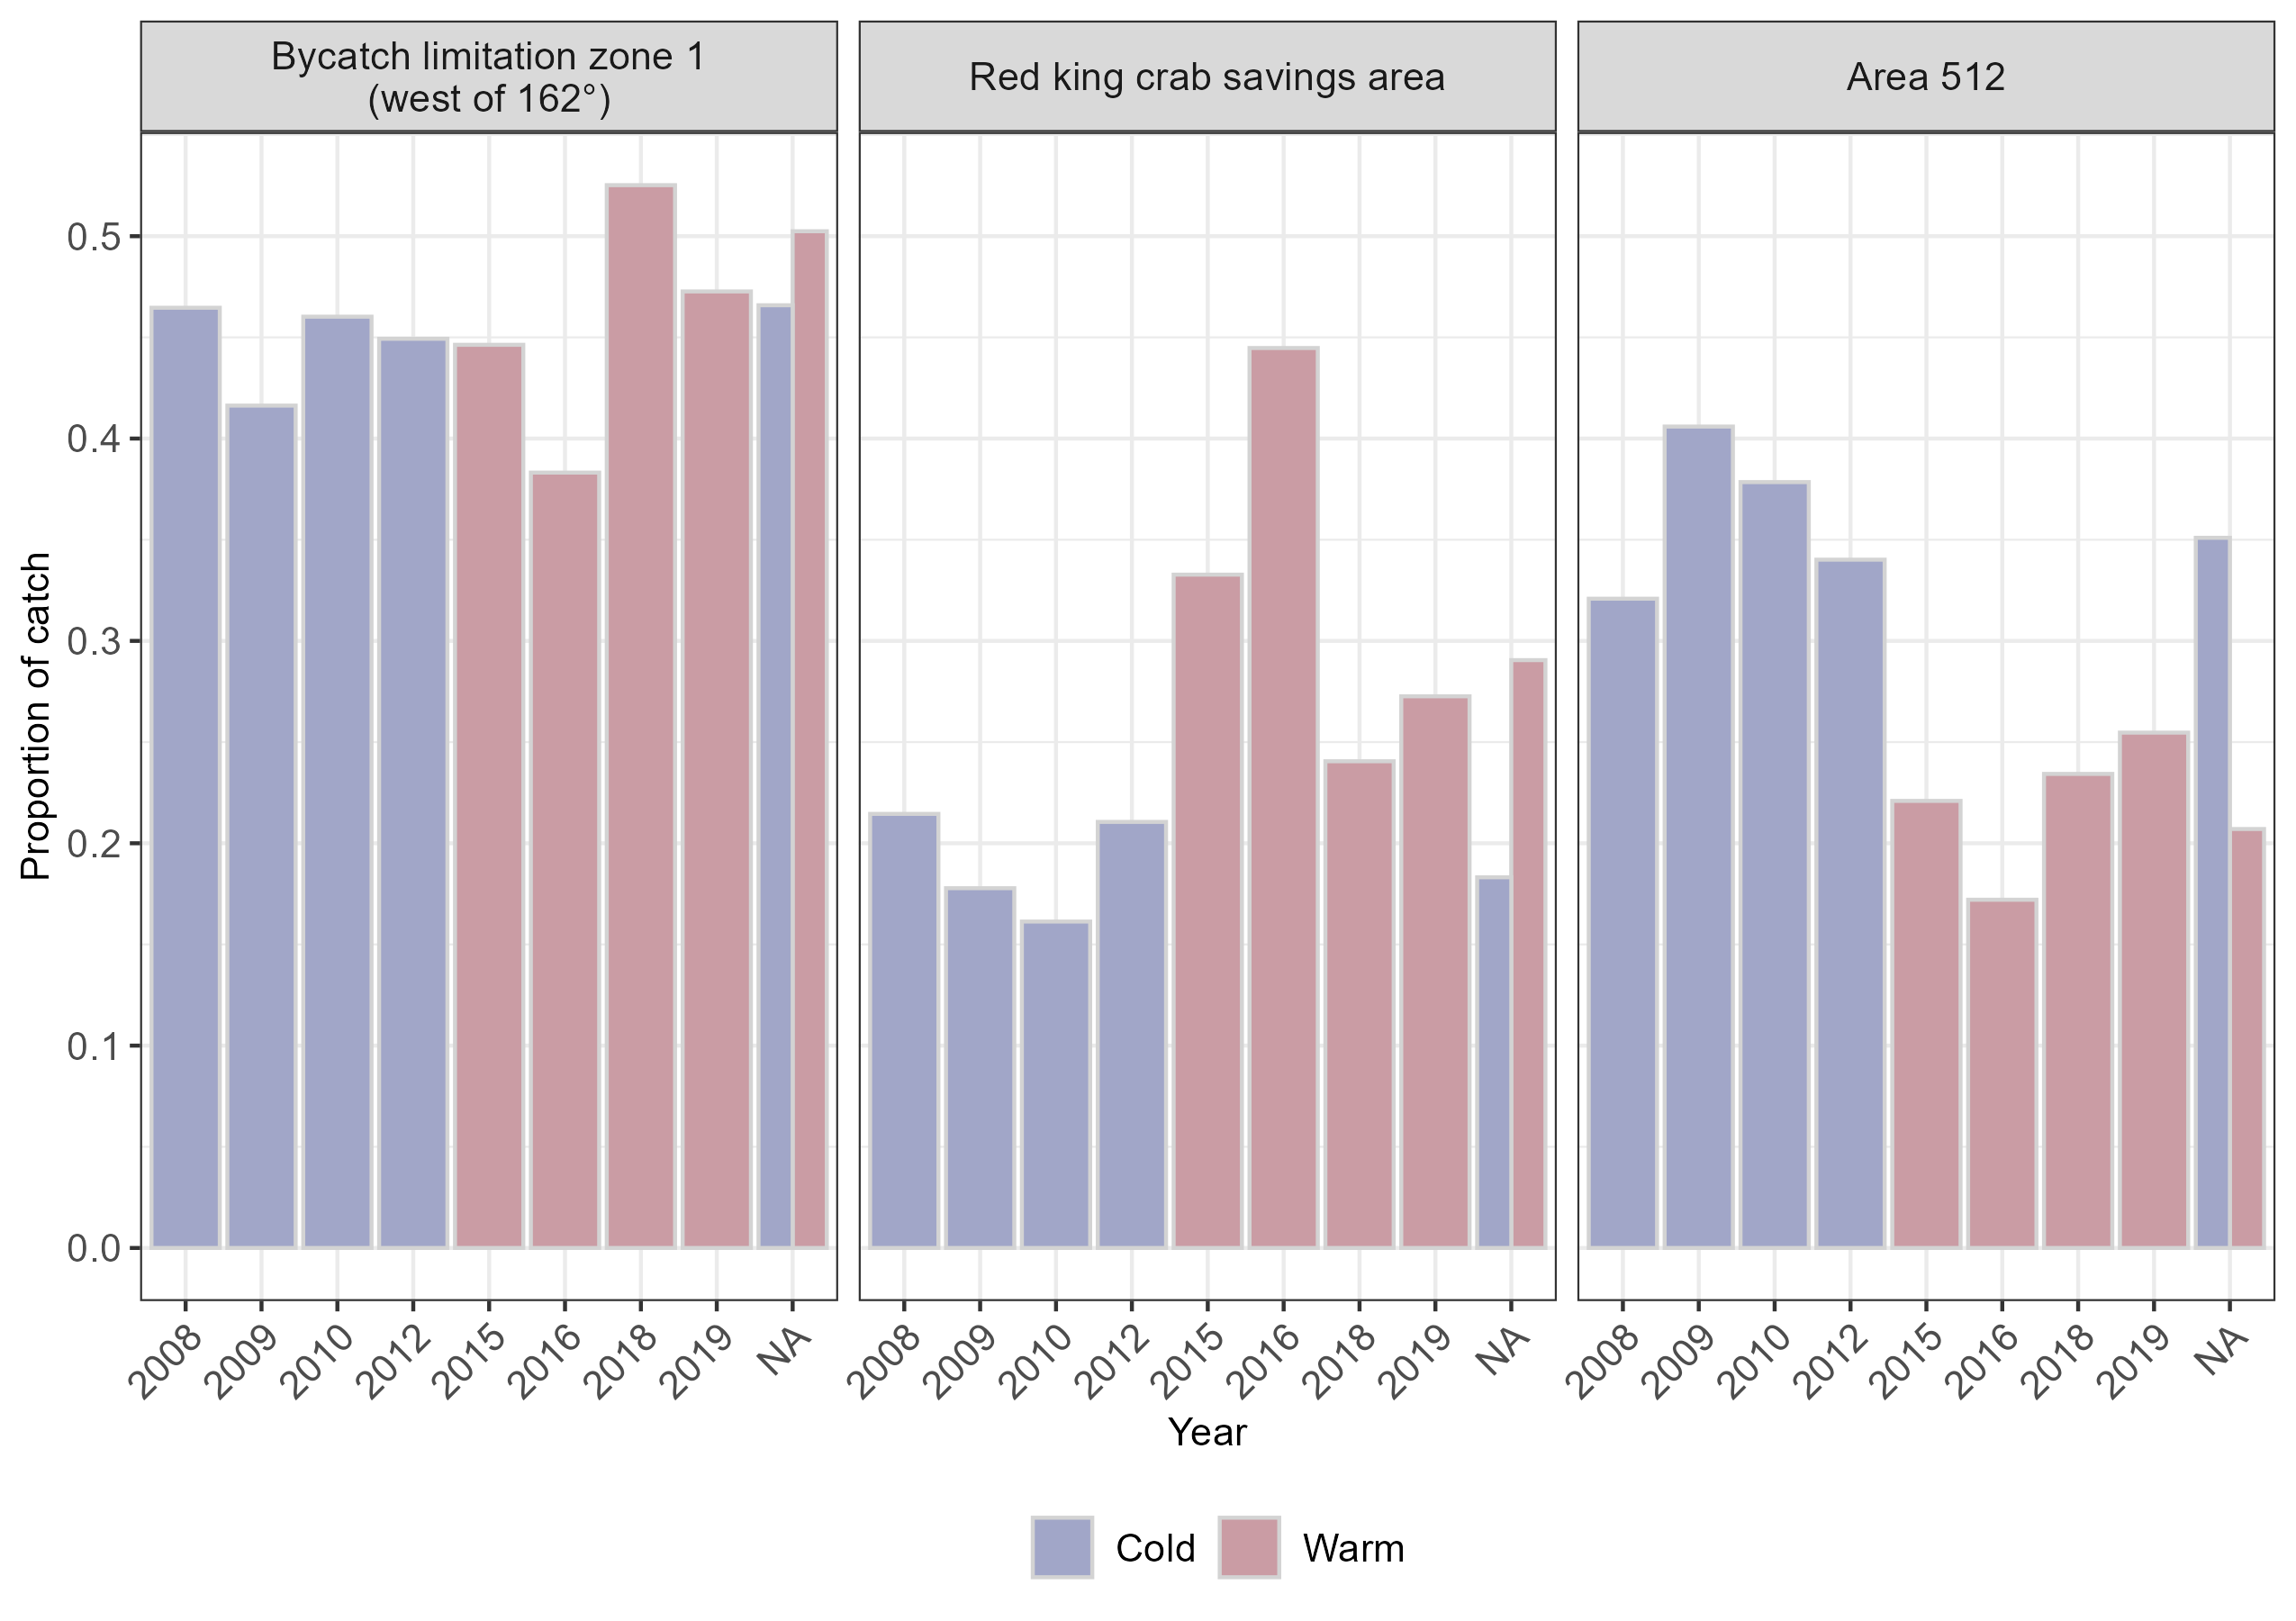 Bycatch limitation zone 1
(west of 162°)
Red king crab savings area
Area 512
Proportion of catch
0.5
0.4
0.3
0.2
0.1
0.0
2008 2009 2010 2012 2015 2016 2018 2019 NA
2008 2009 2010 2012 2015 2016 2018 2019 NA
2008 2009 2010 2012 2015 2016 2018 2019 NA
Year
Cold Warm